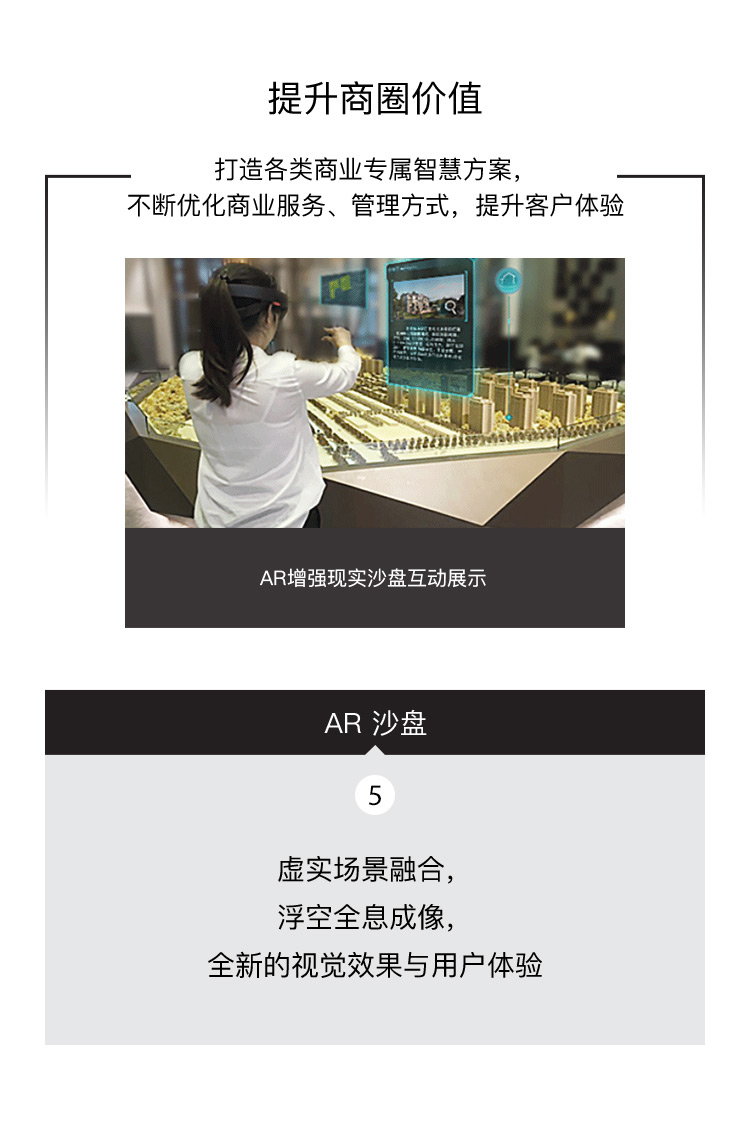 提升商圈价值
打造各类商业专属智慧方案，
不断优化商业服务、管理方式，提升客户体验
AR增强现实沙盘互动展示
AR 沙盘
5
虚实场景融合，
浮空全息成像，
全新的视觉效果与用户体验